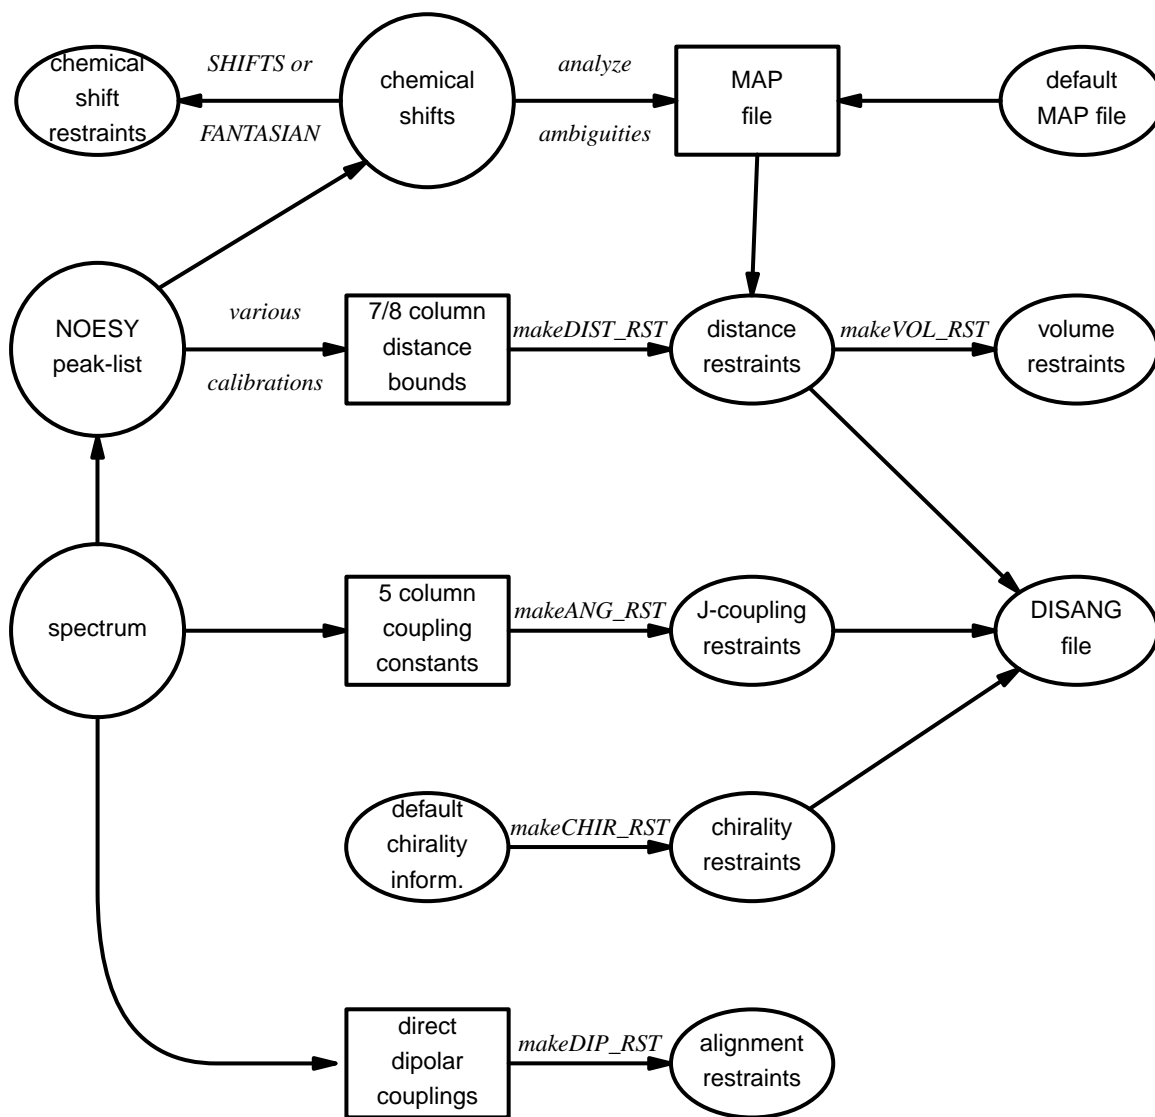 chemical
shift
restraints
SHIFTS or
FANTASIAN
chemical
shifts
analyze
ambiguities
MAP
file
default
MAP file
NOESY
peak-list
various
calibrations
7/8 column
distance
bounds
makeDIST_RST
distance
restraints
makeVOL_RST
volume
restraints
spectrum
5 column
coupling
constants
makeANG_RST
J-coupling
restraints
DISANG
file
default
chirality
inform.
makeCHIR_RST
chirality
restraints
direct
dipolar
couplings
makeDIP_RST
alignment
restraints